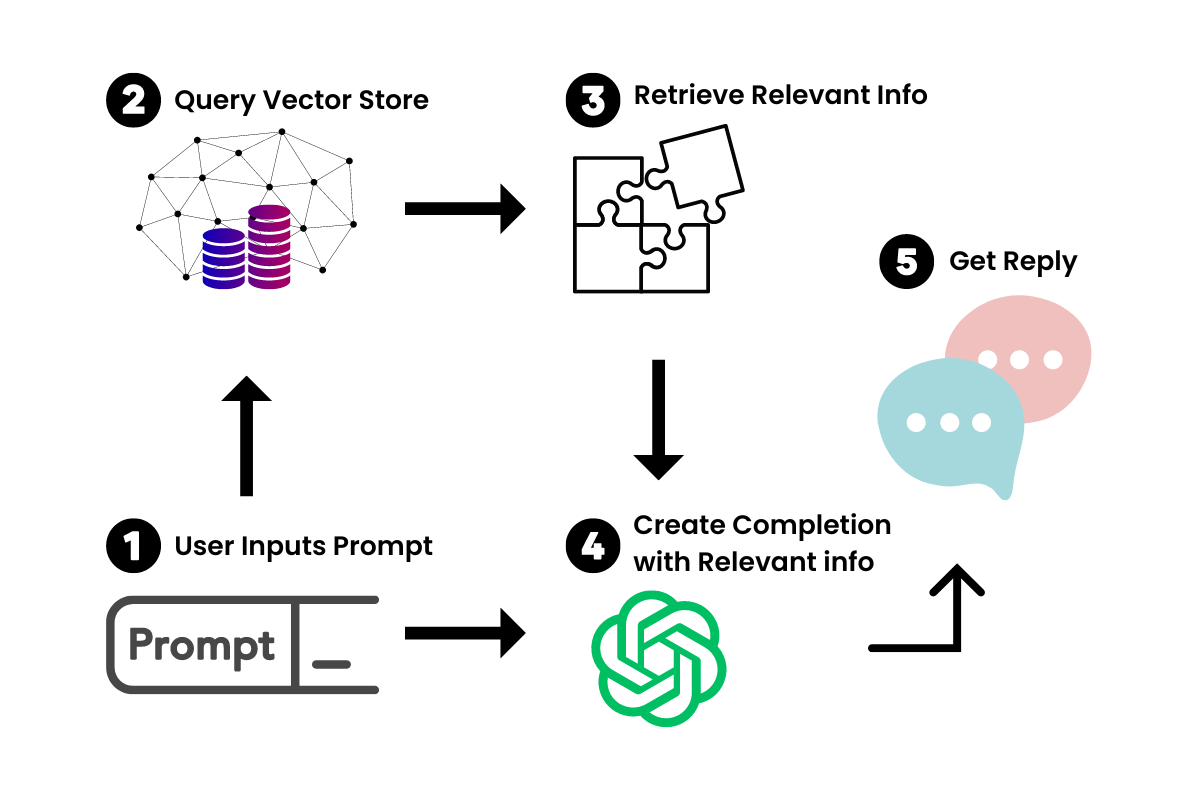 2 Query Vector Store
3 Retrieve Relevant Info
5 Get Reply
1 User Inputs Prompt
Prompt
4 Create Completion
with Relevant info